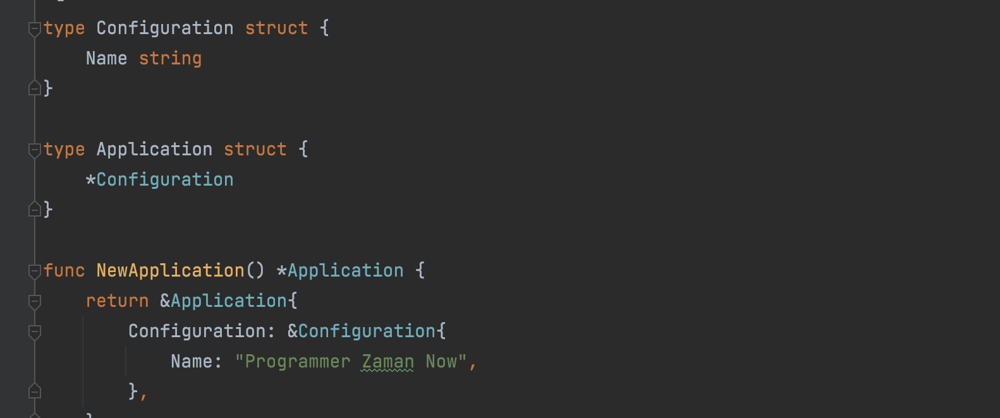 type Configuration struct {
    Name string
}
type Application struct {
    *Configuration
}
func NewApplication() *Application {
    return &Application{
        Configuration: &Configuration{
            Name: "Programmer Zaman Now",
        },